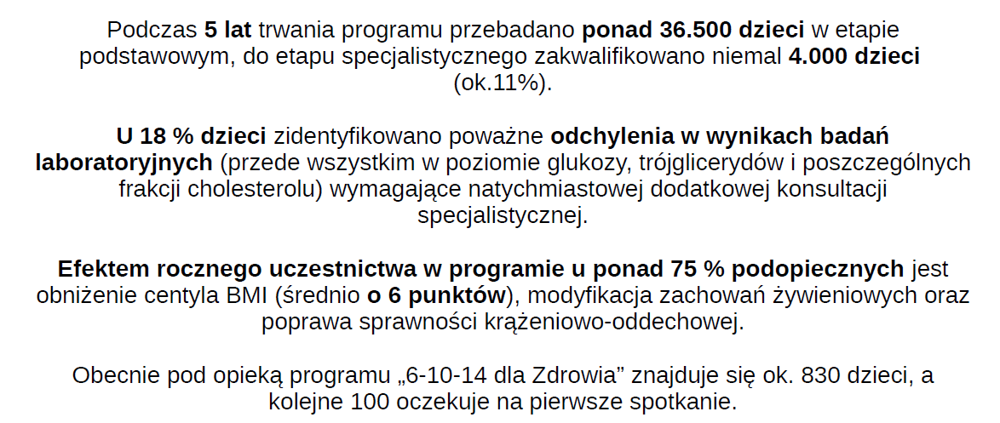 Podczas 5 lat trwania programu przebadano ponad 36.500 dzieci w etapie
podstawowym, do etapu specjalistycznego zakwalifikowano niemal 4.000 dzieci
(ok.11%).
U 18 % dzieci zidentyfikowano poważne odchylenia w wynikach badań
laboratoryjnych (przede wszystkim w poziomie glukozy, trójglicerydów i poszczególnych
frakcji cholesterolu) wymagające natychmiastowej dodatkowej konsultacji
specjalistycznej.
Efektem rocznego uczestnictwa w programie u ponad 75 % podopiecznych jest
obniżenie centyla BMI (średnio o 6 punktów), modyfikacja zachowań żywieniowych oraz
poprawa sprawności krążeniowo-oddechowej.
Obecnie pod opieką programu „6-10-14 dla Zdrowia” znajduje się ok. 830 dzieci, a
kolejne 100 oczekuje na pierwsze spotkanie.